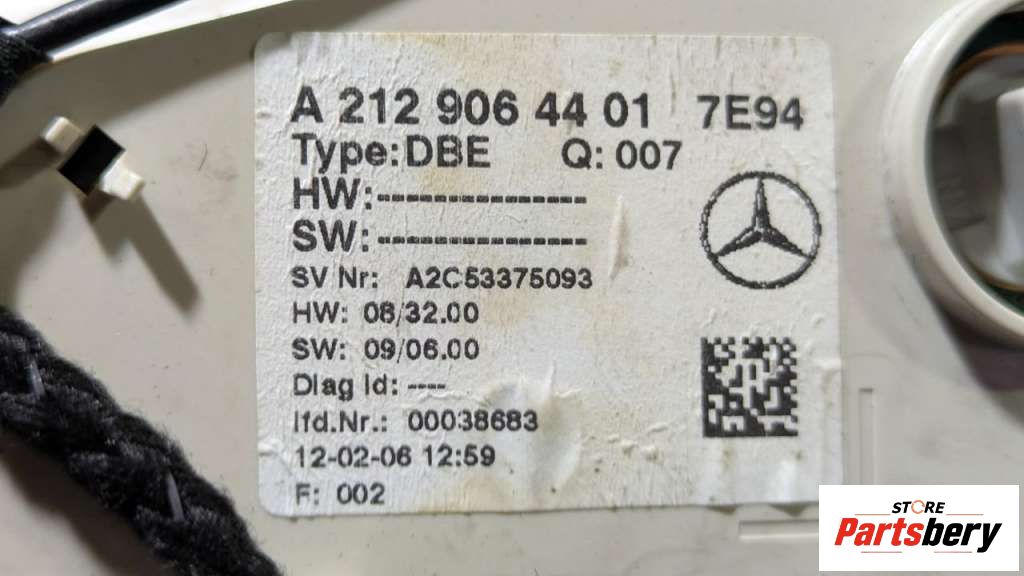 A 212 906 44 01 7E94
Type:DBE Q: 007
HW:---------------
SW:---------------
SV Nr: A2C53375093
HW: 08/32.00
SW: 09/06.00
Diag Id: ----
lfd.Nr.: 00038683
12-02-06 12:59
F: 002
STORE
Partsbery